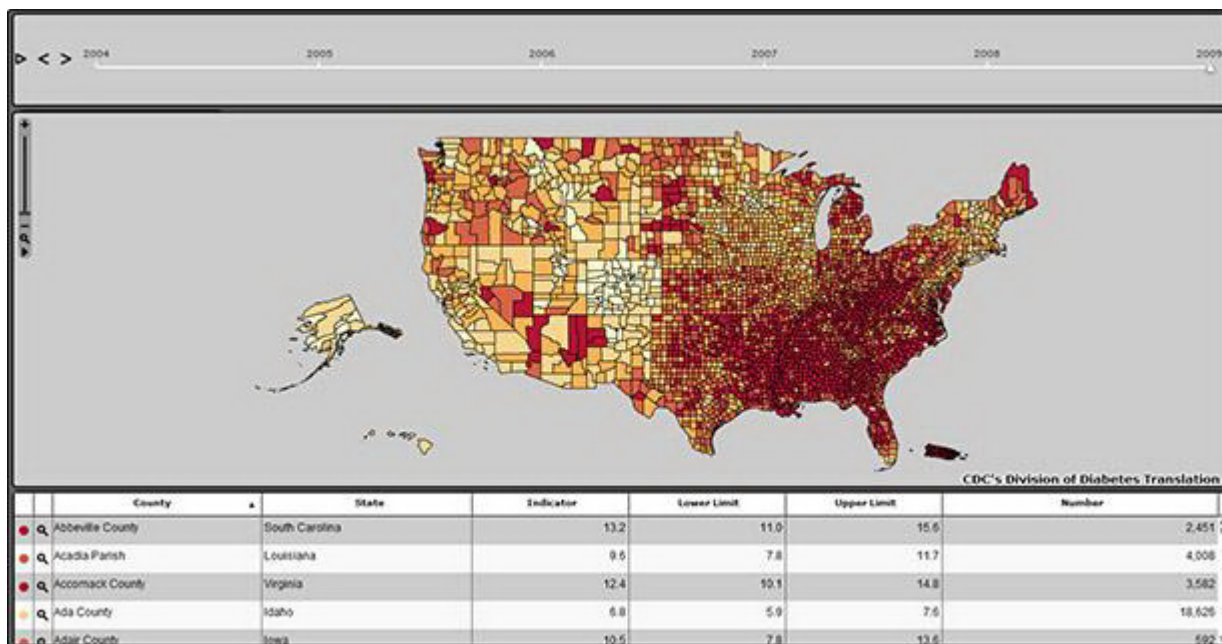 2004 2005 2006 2007 2008 2009
CDC's Division of Diabetes Translation
County State Indicator Lower Limit Upper Limit Number
Abbeville County South Carolina 13.2 11.0 15.6 2,451
Acadia Parish Louisiana 9.6 7.8 11.7 4,008
Accomack County Virginia 12.4 10.1 14.8 3,582
Ada County Idaho 6.8 5.9 7.6 18,626
Adair County Iowa 10.5 7.8 13.6 592